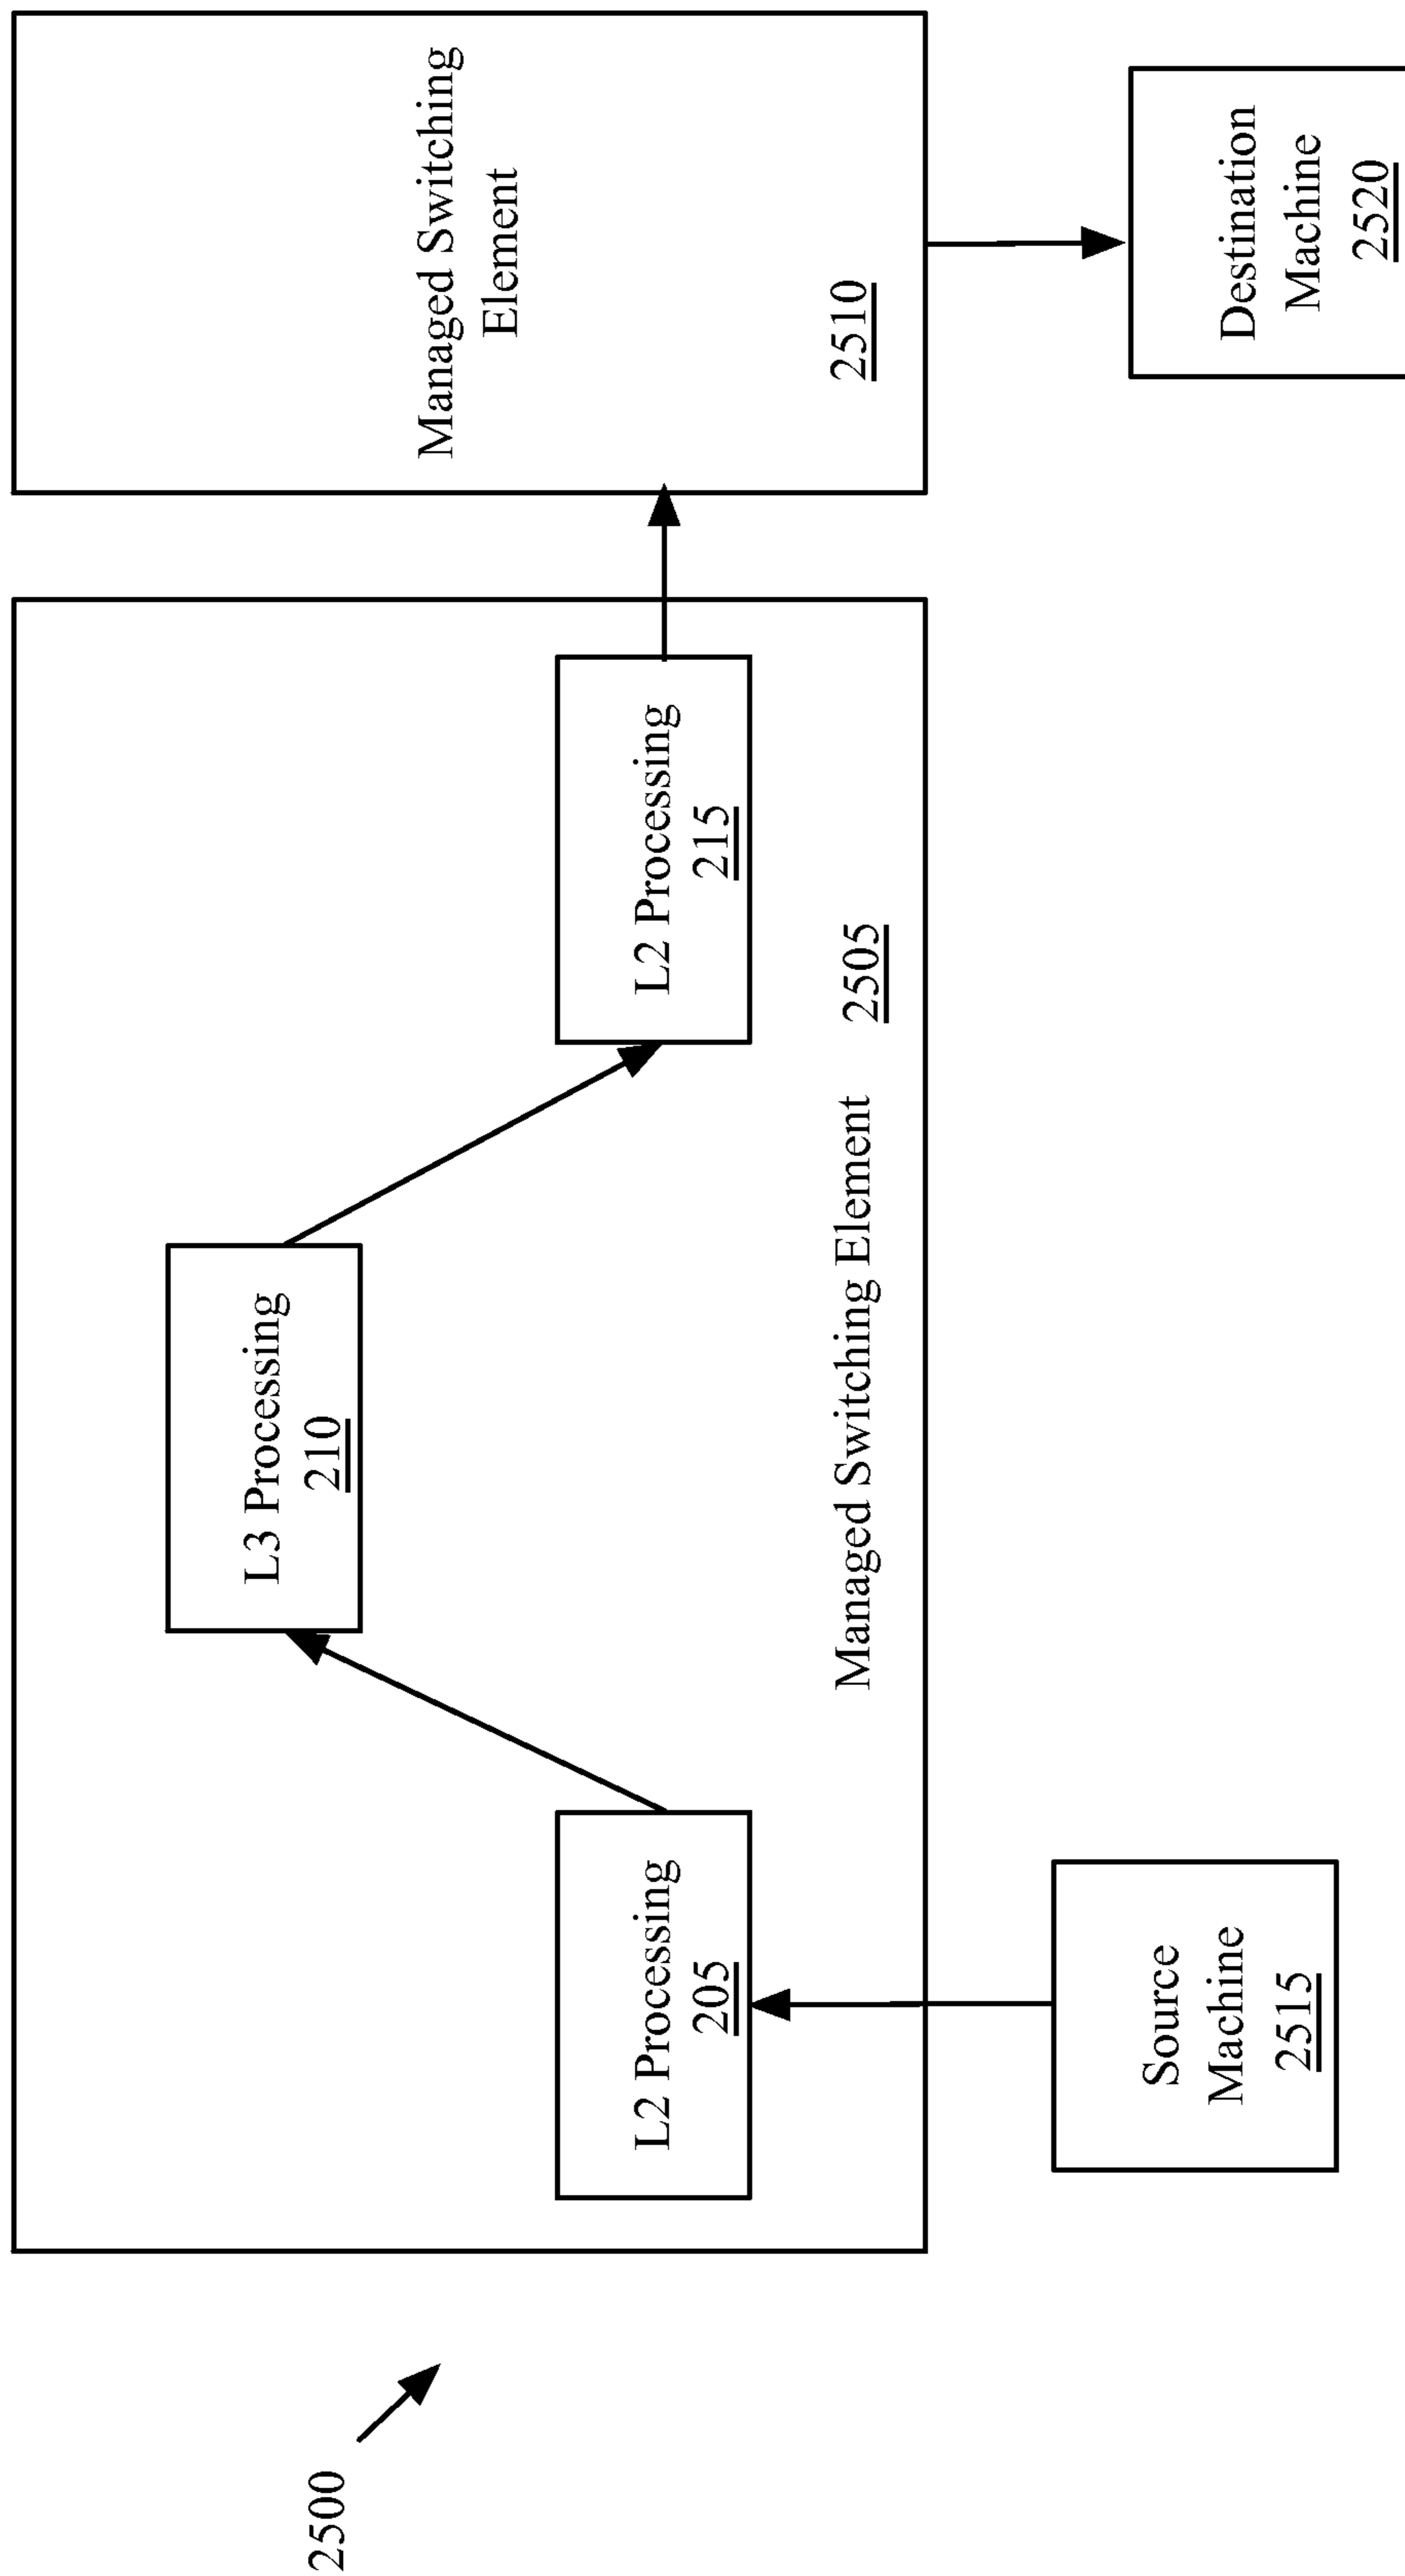 2500
L3 Processing
210
L2 Processing
205
L2 Processing
215
Managed Switching Element
2505
Managed Switching
Element
2510
Source
Machine
2515
Destination
Machine
2520